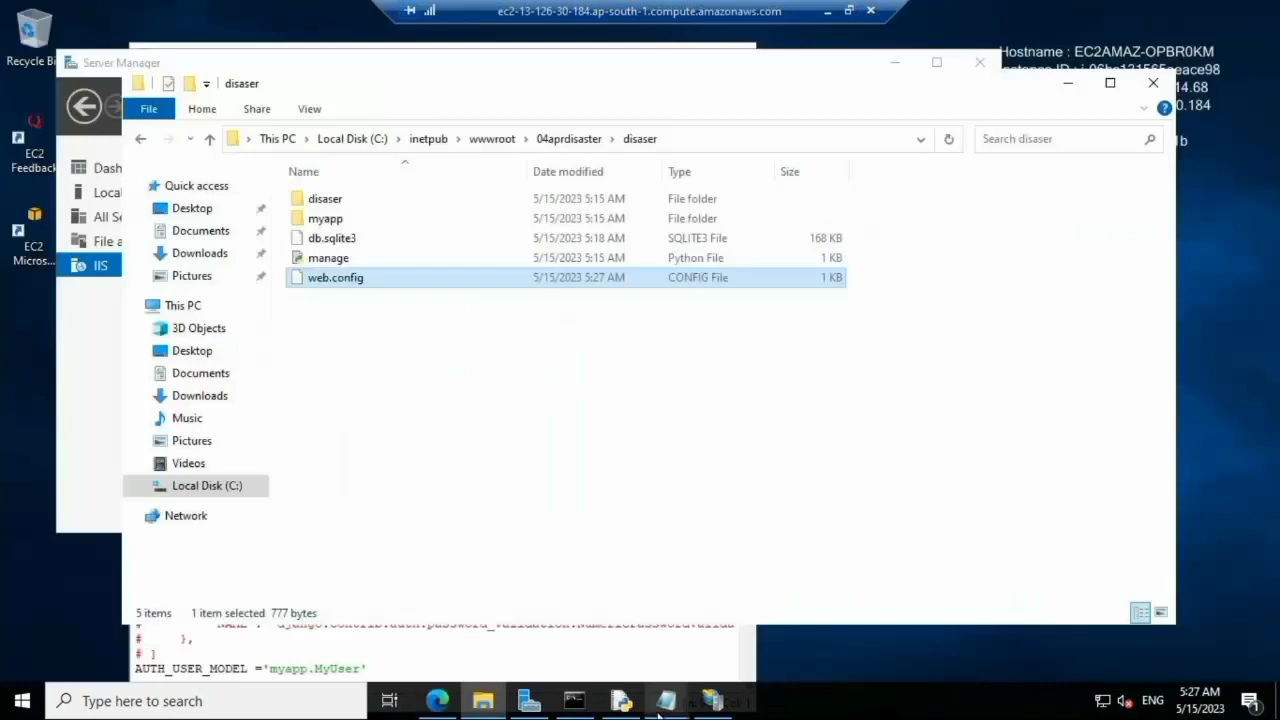 ec2-13-126-30-184.ap-south-1.compute.amazonaws.com
Recycle Bi
Hostname : EC2AMAZ-OPBR0KM
14.68
0.184
1b
EC2
Feedback
EC2
Micros...
Server Manager
Dash
Local
All Se
File a
IIS
disaser
File
Home
Share
View
This PC
Local Disk (C:)
inetpub
wwwroot
04aprdisaster
disaser
Search disaser
Name
Date modified
Type
Size
Quick access
Desktop
Documents
Downloads
Pictures
This PC
3D Objects
Desktop
Documents
Downloads
Music
Pictures
Videos
Local Disk (C:)
Network
disaser 5/15/2023 5:15 AM File folder
myapp 5/15/2023 5:15 AM File folder
db.sqlite3 5/15/2023 5:18 AM SQLITE3 File 168 KB
manage 5/15/2023 5:15 AM Python File 1 KB
web.config 5/15/2023 5:27 AM CONFIG File 1 KB
5 items
1 item selected 777 bytes
# },
# ]
AUTH_USER_MODEL ='myapp.MyUser'
Type here to search
ENG
5:27 AM
5/15/2023
1